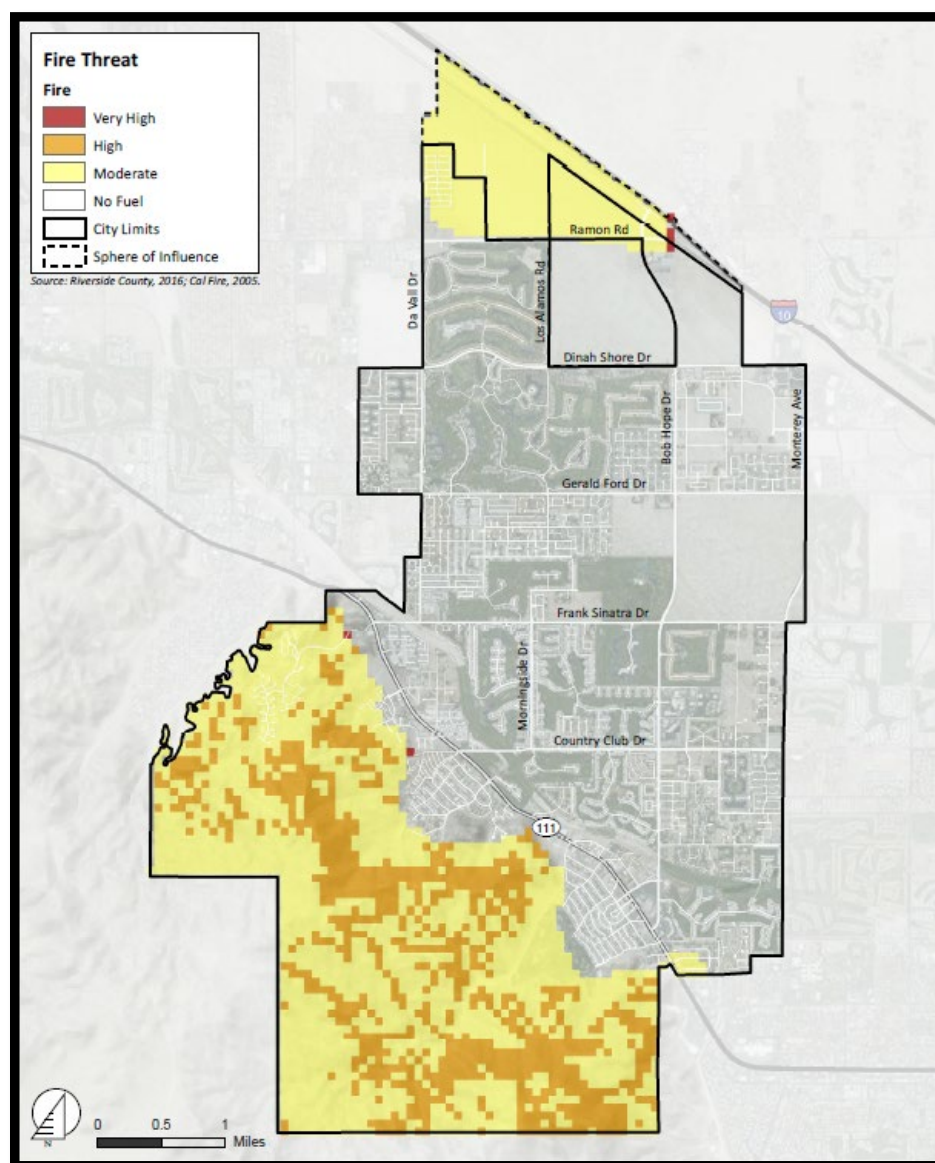 Fire Threat
Fire
Very High
High
Moderate
No Fuel
City Limits
Sphere of Influence
Source: Riverside County, 2016; Cal Fire, 2005.
Ramon Rd
Da Vall Dr
Los Alamos Rd
10
Dinah Shore Dr
Bob Hope Dr
Monterey Ave
Gerald Ford Dr
Frank Sinatra Dr
Morningside Dr
Country Club Dr
111
N
0 0.5 1
Miles